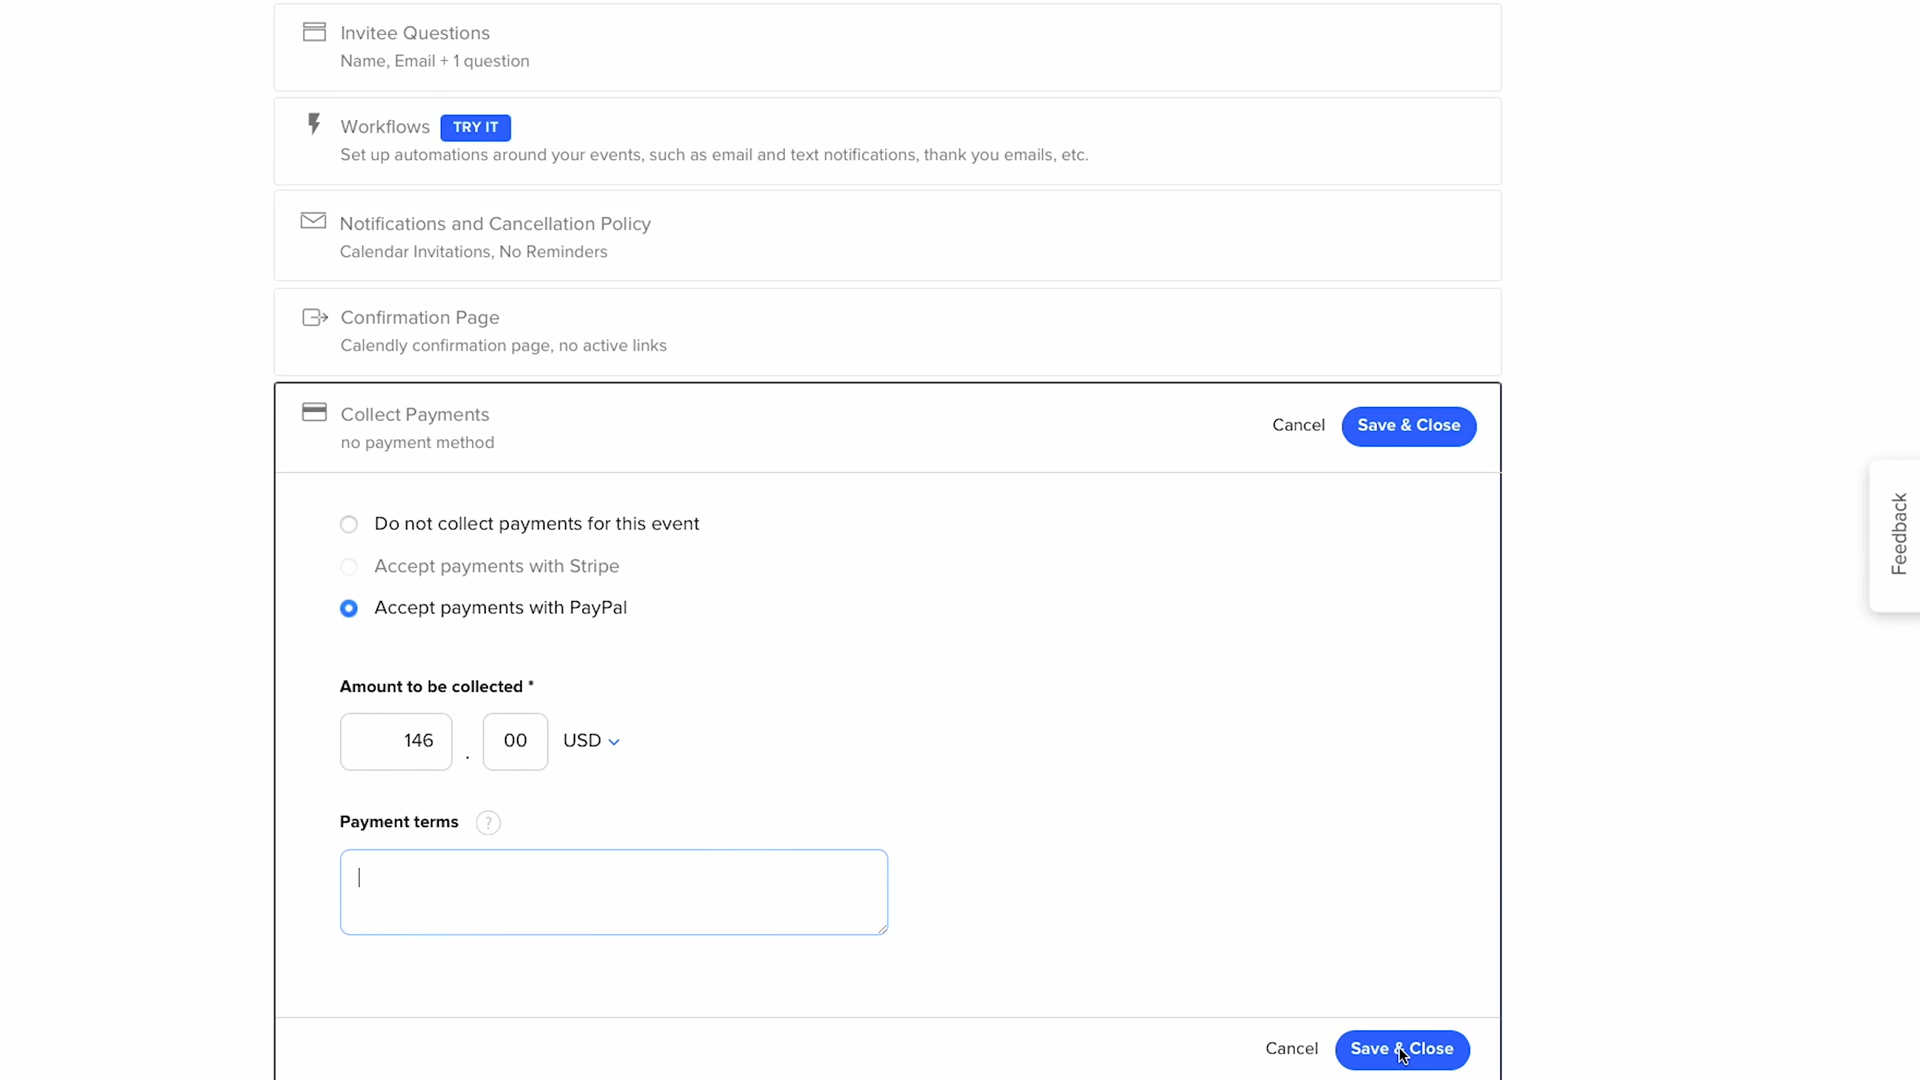 Invitee Questions
Name, Email + 1 question
Workflows TRY IT
Set up automations around your events, such as email and text notifications, thank you emails, etc.
Notifications and Cancellation Policy
Calendar Invitations, No Reminders
Confirmation Page
Calendly confirmation page, no active links
Collect Payments
no payment method
Cancel Save & Close
Do not collect payments for this event
Accept payments with Stripe
Accept payments with PayPal
Feedback
Amount to be collected *
146 . 00 USD
Payment terms ?
Cancel Save & Close